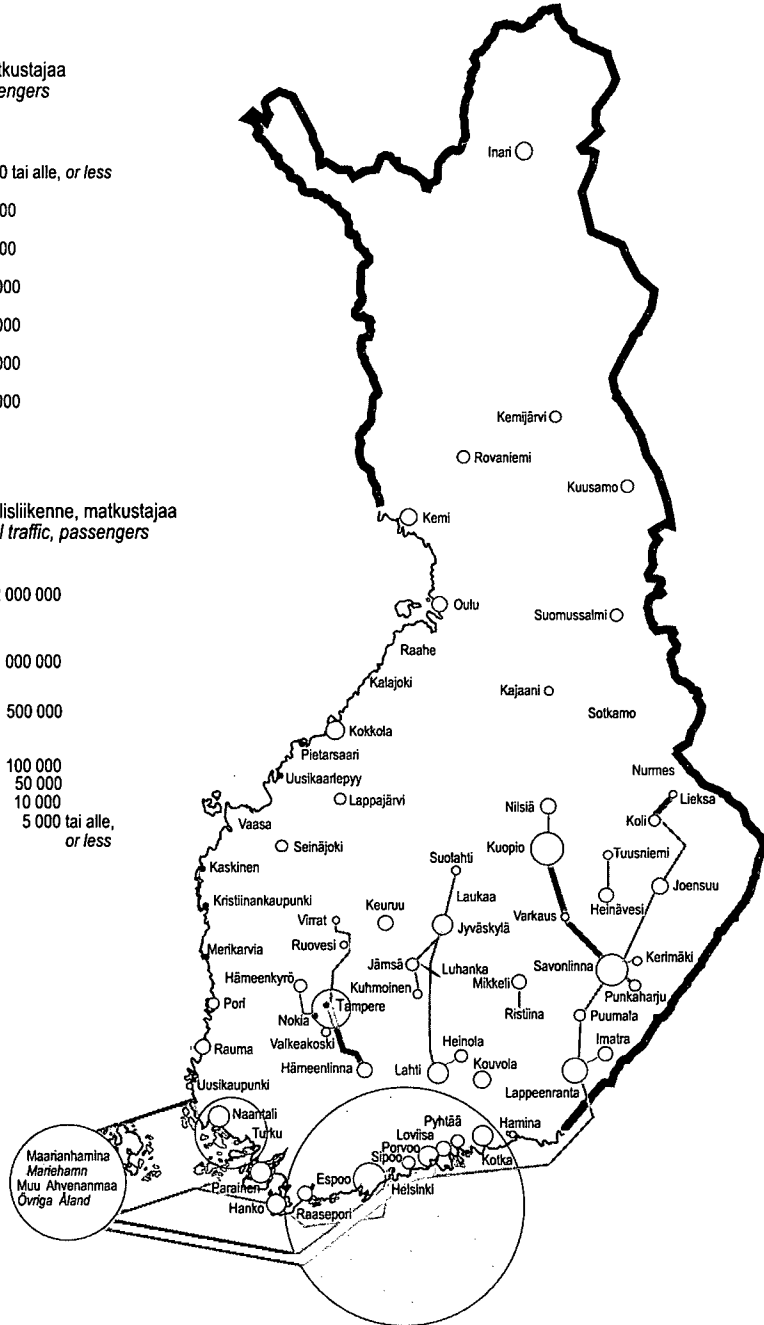 tkustajaa
ssengers
0 tai alle, or less
000
000
000
000
000
000
lisliikenne, matkustajaa
l traffic, passengers
2 000 000
000 000
500 000
100 000
50 000
10 000
5 000 tai alle,
or less
Inari
Kemijärvi
Rovaniemi
Kuusamo
Kemi
Oulu
Suomussalmi
Raahe
Kalajoki
Kajaani
Sotkamo
Kokkola
Pietarsaari
Uusikaarlepyy
Nurmes
Lappajärvi
Lieksa
Nilsiä
Koli
Vaasa
Seinäjoki
Kuopio
Tuusniemi
Suolahti
Kaskinen
Laukaa
Joensuu
Heinävesi
Kristiinankaupunki
Keuruu
Virrat
Varkaus
Jyväskylä
Ruovesi
Merikarvia
Jämsä
Luhanka
Savonlinna
Kerimäki
Hämeenkyrö
Kuhmoinen
Mikkeli
Punkaharju
Pori
Tampere
Ristiina
Puumala
Nokia
Valkeakoski
Heinola
Imatra
Rauma
Hämeenlinna
Lahti
Kouvola
Lappeenranta
Uusikaupunki
Naantali
Turku
Pyhtää
Hamina
Loviisa
Porvoo
Sipoo
Kotka
Maarianhamina
Mariehamn
Muu Ahvenanmaa
Övriga Åland
Espoo
Helsinki
Parainen
Hanko
Raasepori